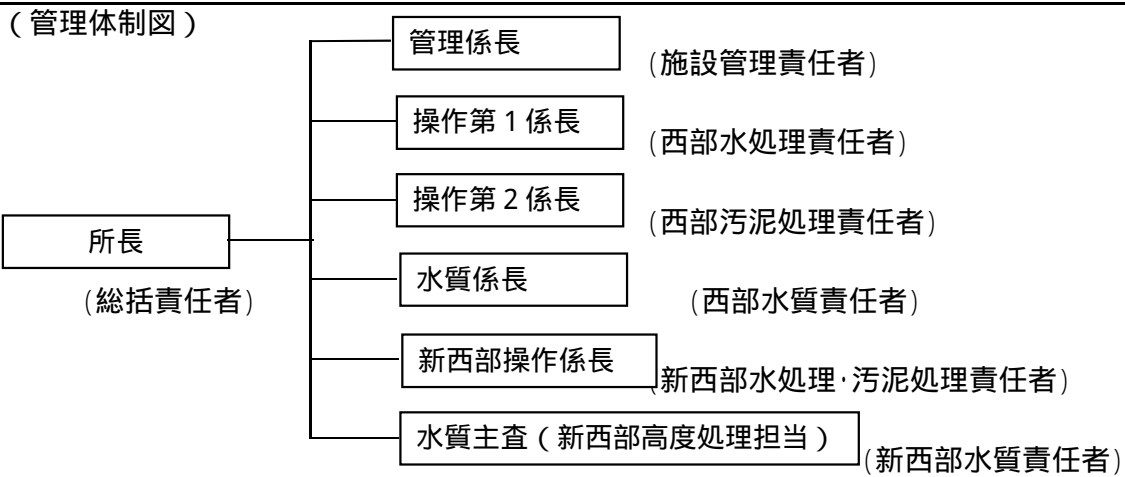 （管理体制図）
管理係長
(施設管理責任者)
操作第1係長
(西部水処理責任者)
操作第2係長
(西部汚泥処理責任者)
所長
(総括責任者)
水質係長
(西部水質責任者)
新西部操作係長
(新西部水処理･汚泥処理責任者)
水質主査（新西部高度処理担当）
(新西部水質責任者)